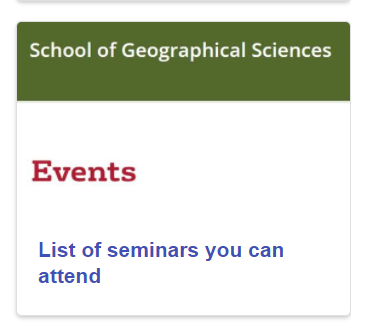 School of Geographical Sciences
Events
List of seminars you can
attend